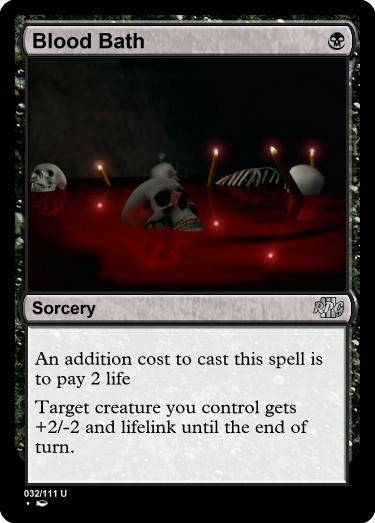 Blood Bath
Sorcery
RPG
An addition cost to cast this spell is
to pay 2 life
Target creature you control gets
+2/-2 and lifelink until the end of
turn.
032/111 U